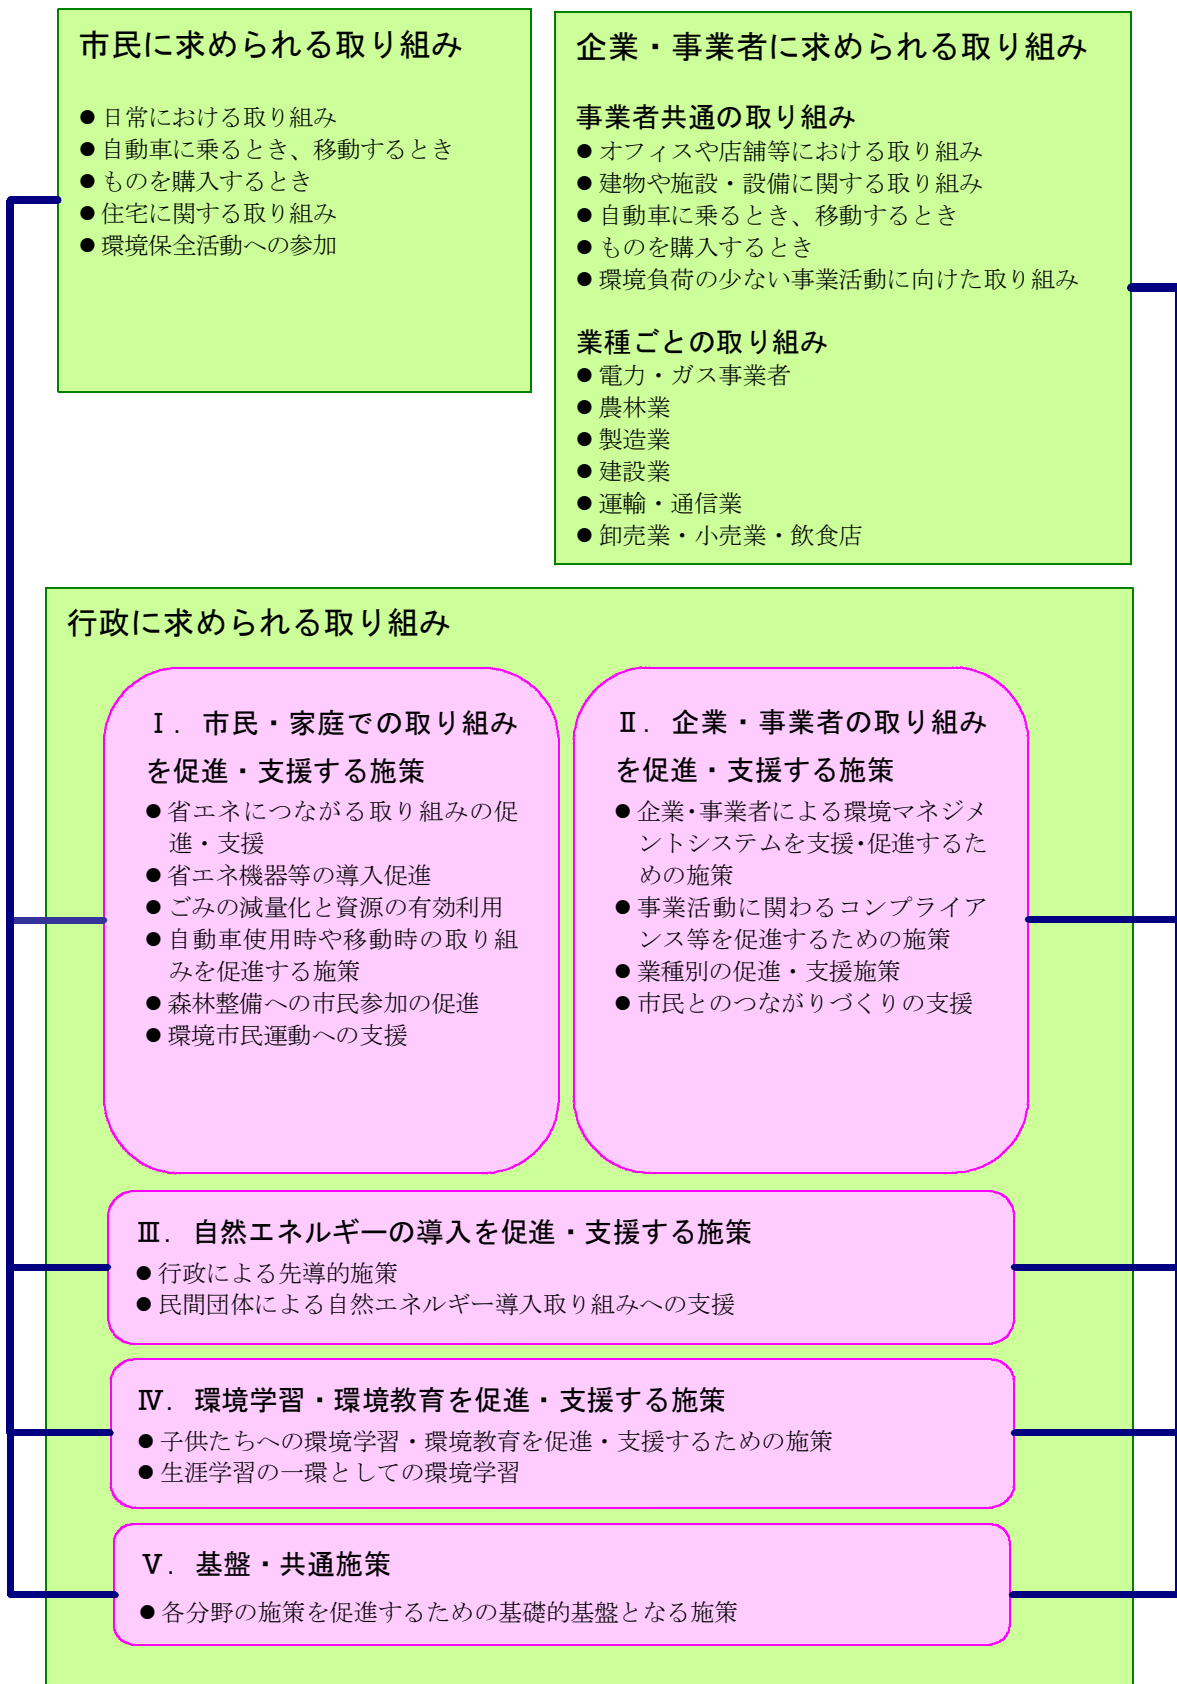 市民に求められる取り組み
●日常における取り組み
●自動車に乗るとき、移動するとき
●ものを購入するとき
●住宅に関する取り組み
●環境保全活動への参加
企業・事業者に求められる取り組み
事業者共通の取り組み
●オフィスや店舗等における取り組み
●建物や施設・設備に関する取り組み
●自動車に乗るとき、移動するとき
●ものを購入するとき
●環境負荷の少ない事業活動に向けた取り組み
業種ごとの取り組み
●電力・ガス事業者
●農林業
●製造業
●建設業
●運輸・通信業
●卸売業・小売業・飲食店
行政に求められる取り組み
Ⅰ．市民・家庭での取り組み
を促進・支援する施策
●省エネにつながる取り組みの促
進・支援
●省エネ機器等の導入促進
●ごみの減量化と資源の有効利用
●自動車使用時や移動時の取り組
みを促進する施策
●森林整備への市民参加の促進
●環境市民運動への支援
Ⅱ．企業・事業者の取り組み
を促進・支援する施策
●企業・事業者による環境マネジメ
ントシステムを支援・促進するた
めの施策
●事業活動に関わるコンプライア
ンス等を促進するための施策
●業種別の促進・支援施策
●市民とのつながりづくりの支援
Ⅲ．自然エネルギーの導入を促進・支援する施策
●行政による先導的施策
●民間団体による自然エネルギー導入取り組みへの支援
Ⅳ．環境学習・環境教育を促進・支援する施策
●子供たちへの環境学習・環境教育を促進・支援するための施策
●生涯学習の一環としての環境学習
Ⅴ．基盤・共通施策
●各分野の施策を促進するための基礎的基盤となる施策